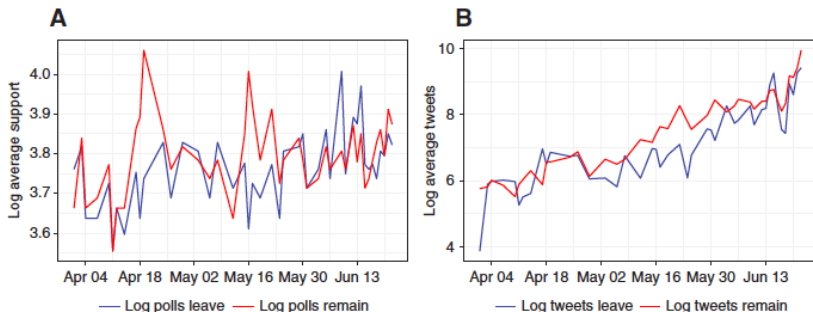 A
Log average support
4.0
3.9
3.8
3.7
3.6
Apr 04 Apr 18 May 02 May 16 May 30 Jun 13
Log polls leave Log polls remain
B
Log average tweets
10
8
6
4
Apr 04 Apr 18 May 02 May 16 May 30 Jun 13
Log tweets leave Log tweets remain